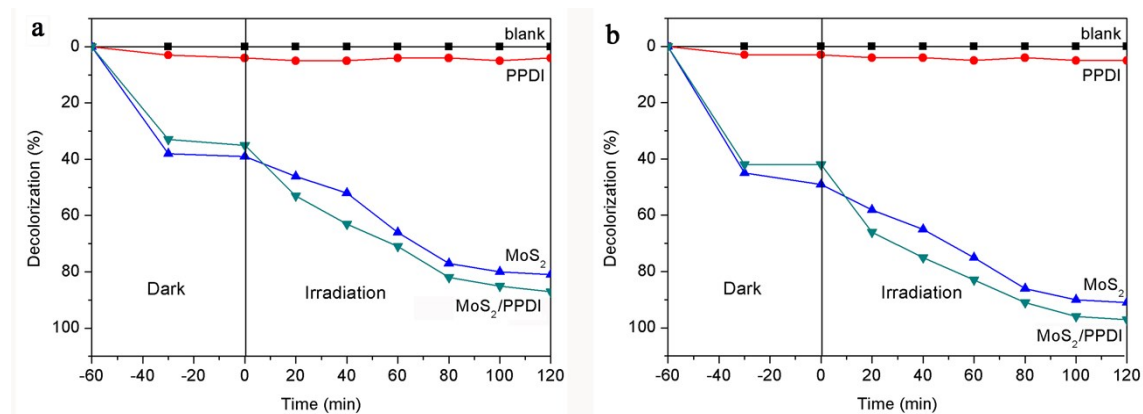 a
blank
PPDI
MoS₂
MoS₂/PPDI
Dark
Irradiation
Decolorization (%)
0
20
40
60
80
100
-60
-40
-20
0
20
40
60
80
100
120
Time (min)
b
blank
PPDI
MoS₂
MoS₂/PPDI
Dark
Irradiation
Decolorization (%)
0
20
40
60
80
100
-60
-40
-20
0
20
40
60
80
100
120
Time (min)